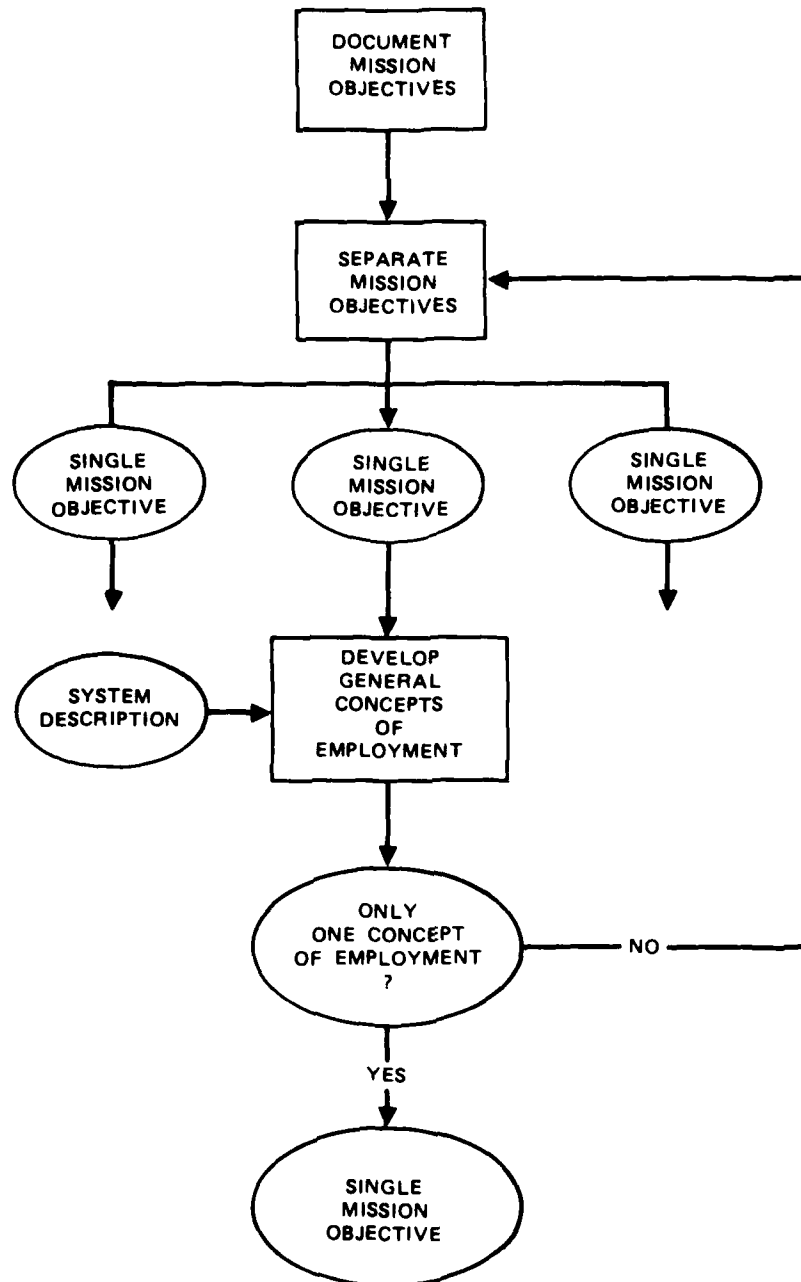 DOCUMENT
MISSION
OBJECTIVES
SEPARATE
MISSION
OBJECTIVES
SINGLE
MISSION
OBJECTIVE
SINGLE
MISSION
OBJECTIVE
SINGLE
MISSION
OBJECTIVE
SYSTEM
DESCRIPTION
DEVELOP
GENERAL
CONCEPTS
OF
EMPLOYMENT
ONLY
ONE CONCEPT
OF EMPLOYMENT
?
NO
YES
SINGLE
MISSION
OBJECTIVE